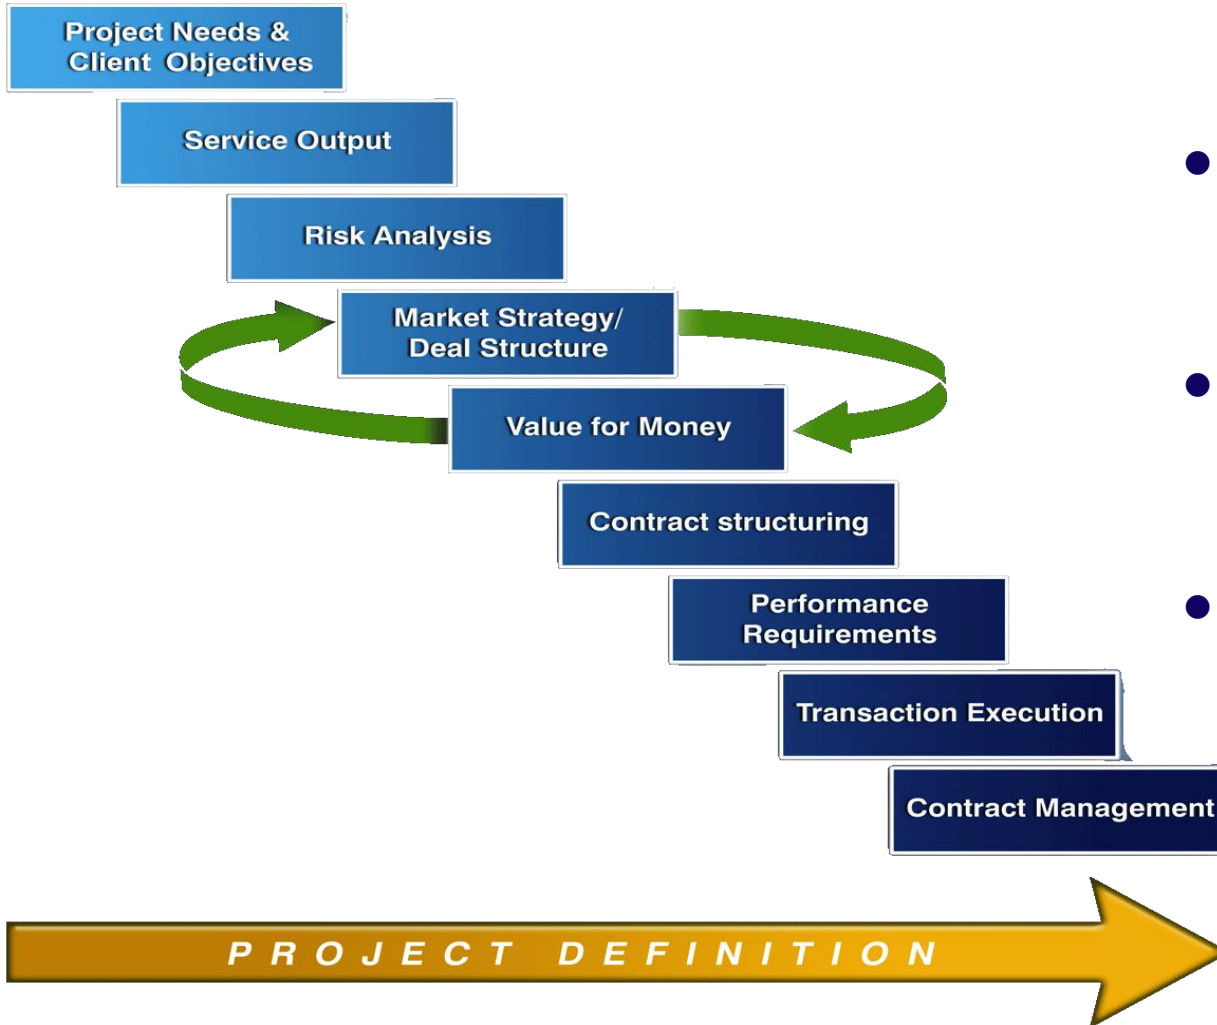 Project Needs &
Client Objectives
Service Output
Risk Analysis
Market Strategy/
Deal Structure
Value for Money
Contract structuring
Performance
Requirements
Transaction Execution
Contract Management
PROJECT DEFINITION